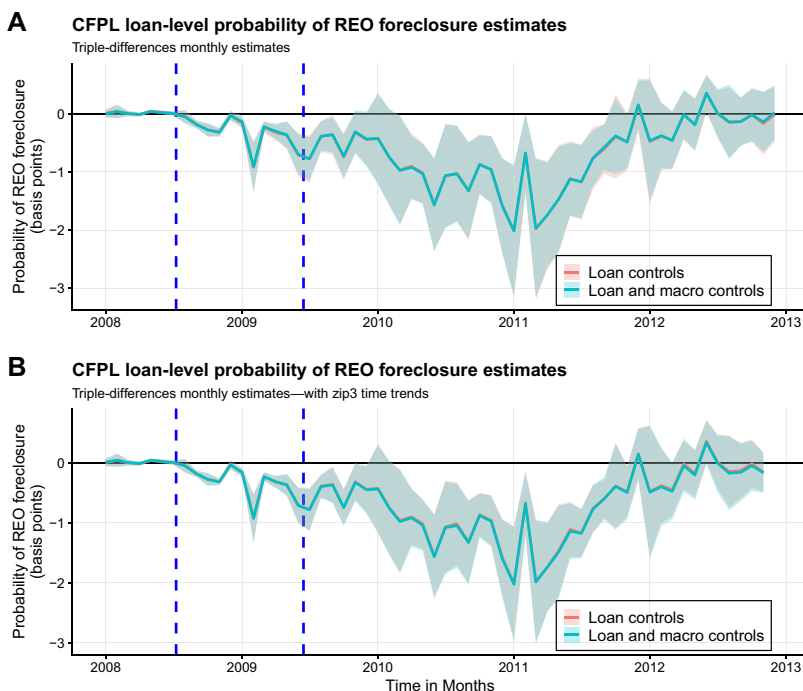 A
CFPL loan-level probability of REO foreclosure estimates
Triple-differences monthly estimates
Probability of REO foreclosure
(basis points)
0
−1
−2
−3
Loan controls
Loan and macro controls
2008 2009 2010 2011 2012 2013
B
CFPL loan-level probability of REO foreclosure estimates
Triple-differences monthly estimates—with zip3 time trends
Probability of REO foreclosure
(basis points)
0
−1
−2
−3
Loan controls
Loan and macro controls
2008 2009 2010 2011 2012 2013
Time in Months